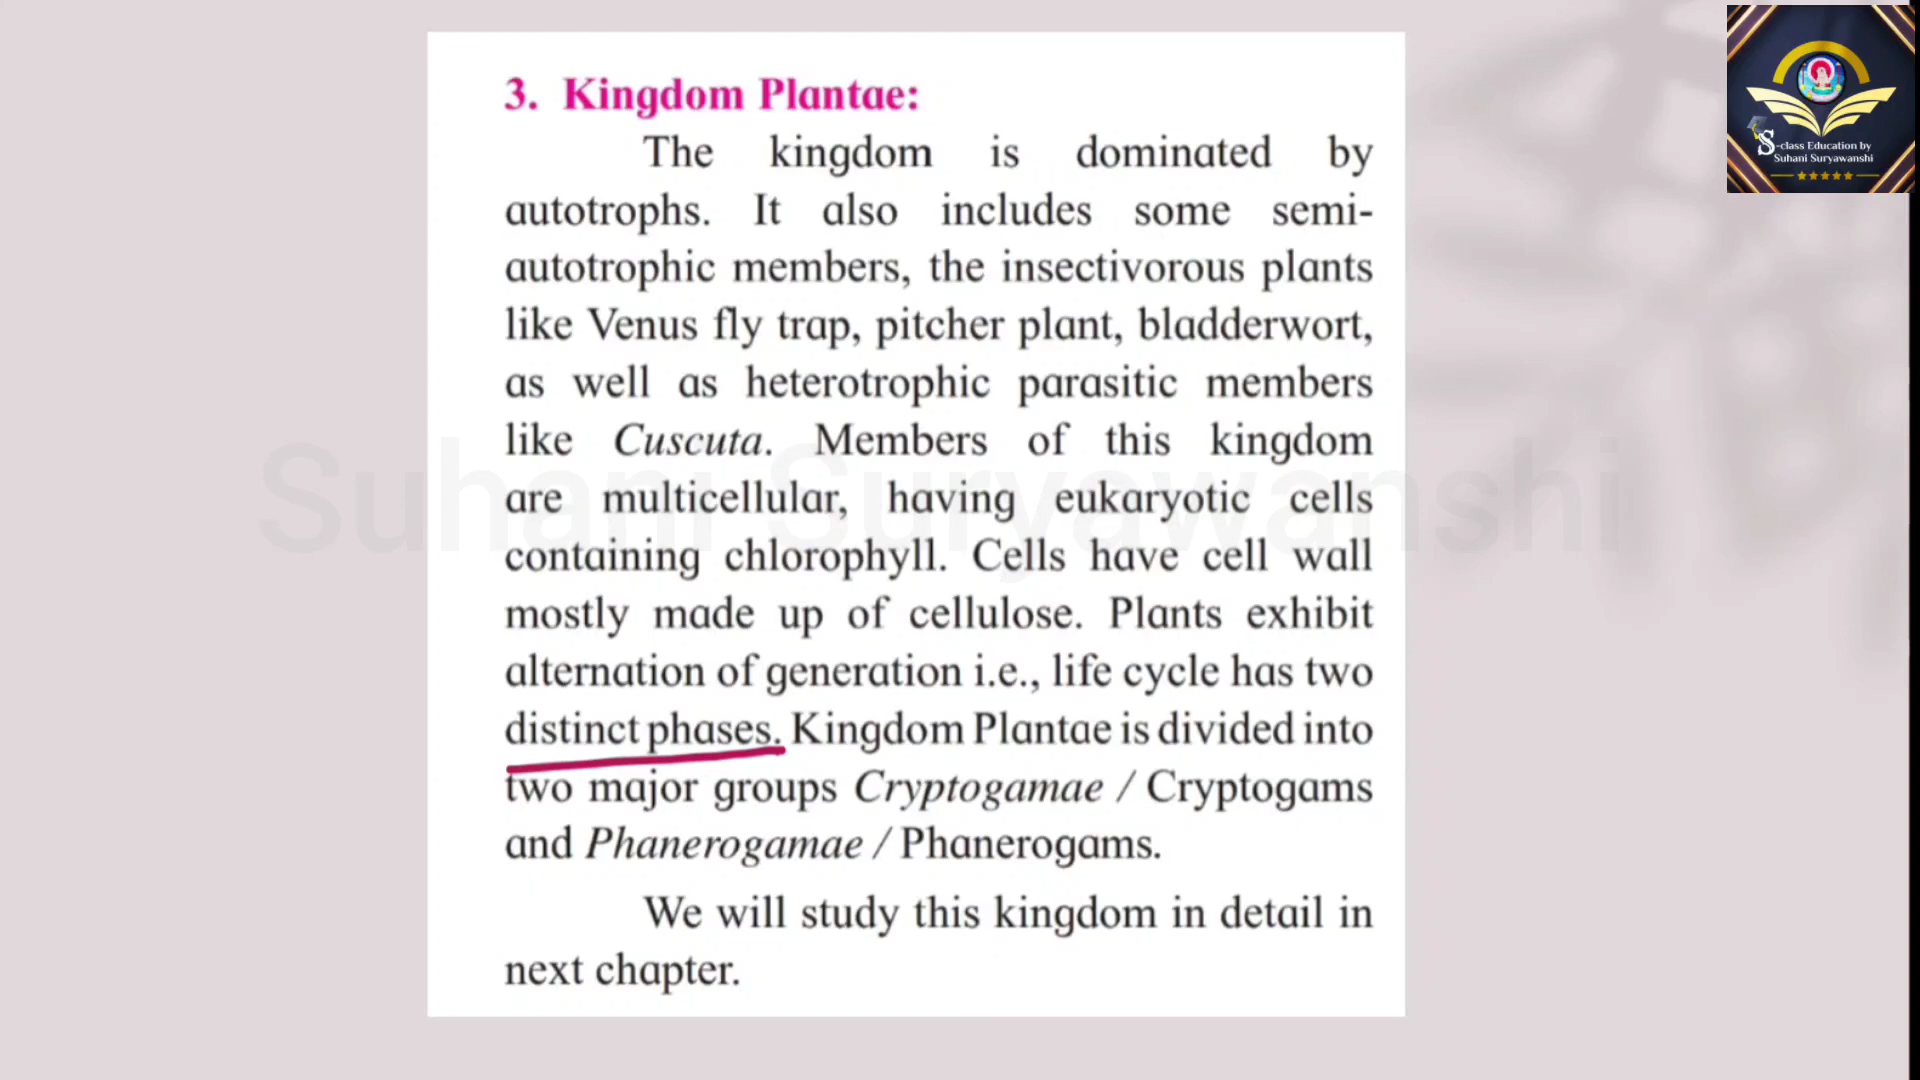 3. Kingdom Plantae:
The kingdom is dominated by
autotrophs. It also includes some semi-
autotrophic members, the insectivorous plants
like Venus fly trap, pitcher plant, bladderwort,
as well as heterotrophic parasitic members
like Cuscuta. Members of this kingdom
are multicellular, having eukaryotic cells
containing chlorophyll. Cells have cell wall
mostly made up of cellulose. Plants exhibit
alternation of generation i.e., life cycle has two
distinct phases. Kingdom Plantae is divided into
two major groups Cryptogamae / Cryptogams
and Phanerogamae / Phanerogams.
We will study this kingdom in detail in
next chapter.
S-class Education by
Suhani Suryawanshi
Suhani Suryawanshi